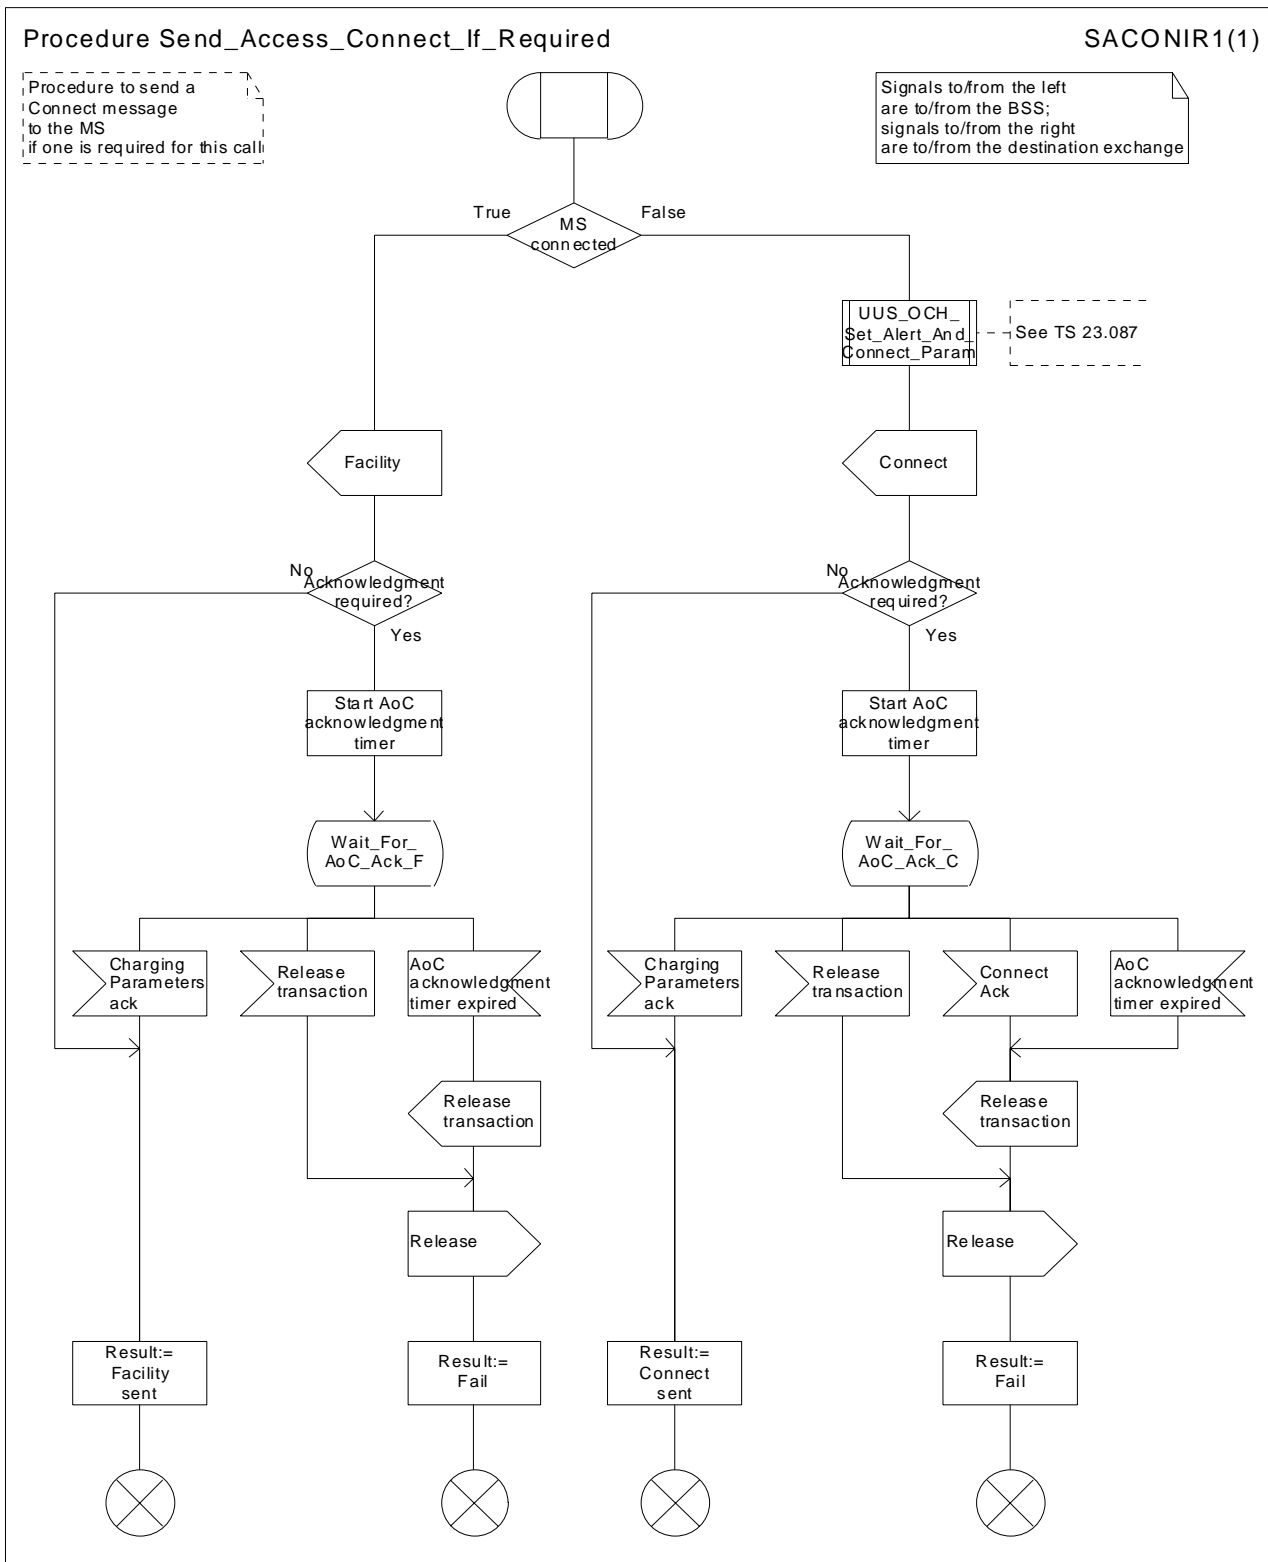 Procedure Send_Access_Connect_If_Required
SACONIR1(1)
Procedure to send a
Connect message
to the MS
if one is required for this call
Signals to/from the left
are to/from the BSS;
signals to/from the right
are to/from the destination exchange
True
MS
connected
False
UUS_OCH_
Set_Alert_And_
Connect_Param
See TS 23.087
Facility
Connect
No
Acknowledgment
required?
Yes
No
Acknowledgment
required?
Yes
Start AoC
acknowledgment
timer
Start AoC
acknowledgment
timer
Wait_For_
AoC_Ack_F
Wait_For_
AoC_Ack_C
Charging
Parameters
ack
Release
transaction
AoC
acknowledgment
timer expired
Charging
Parameters
ack
Release
transaction
Connect
Ack
AoC
acknowledgment
timer expired
Release
transaction
Release
transaction
Release
Release
Result:=
Facility
sent
Result:=
Fail
Result:=
Connect
sent
Result:=
Fail